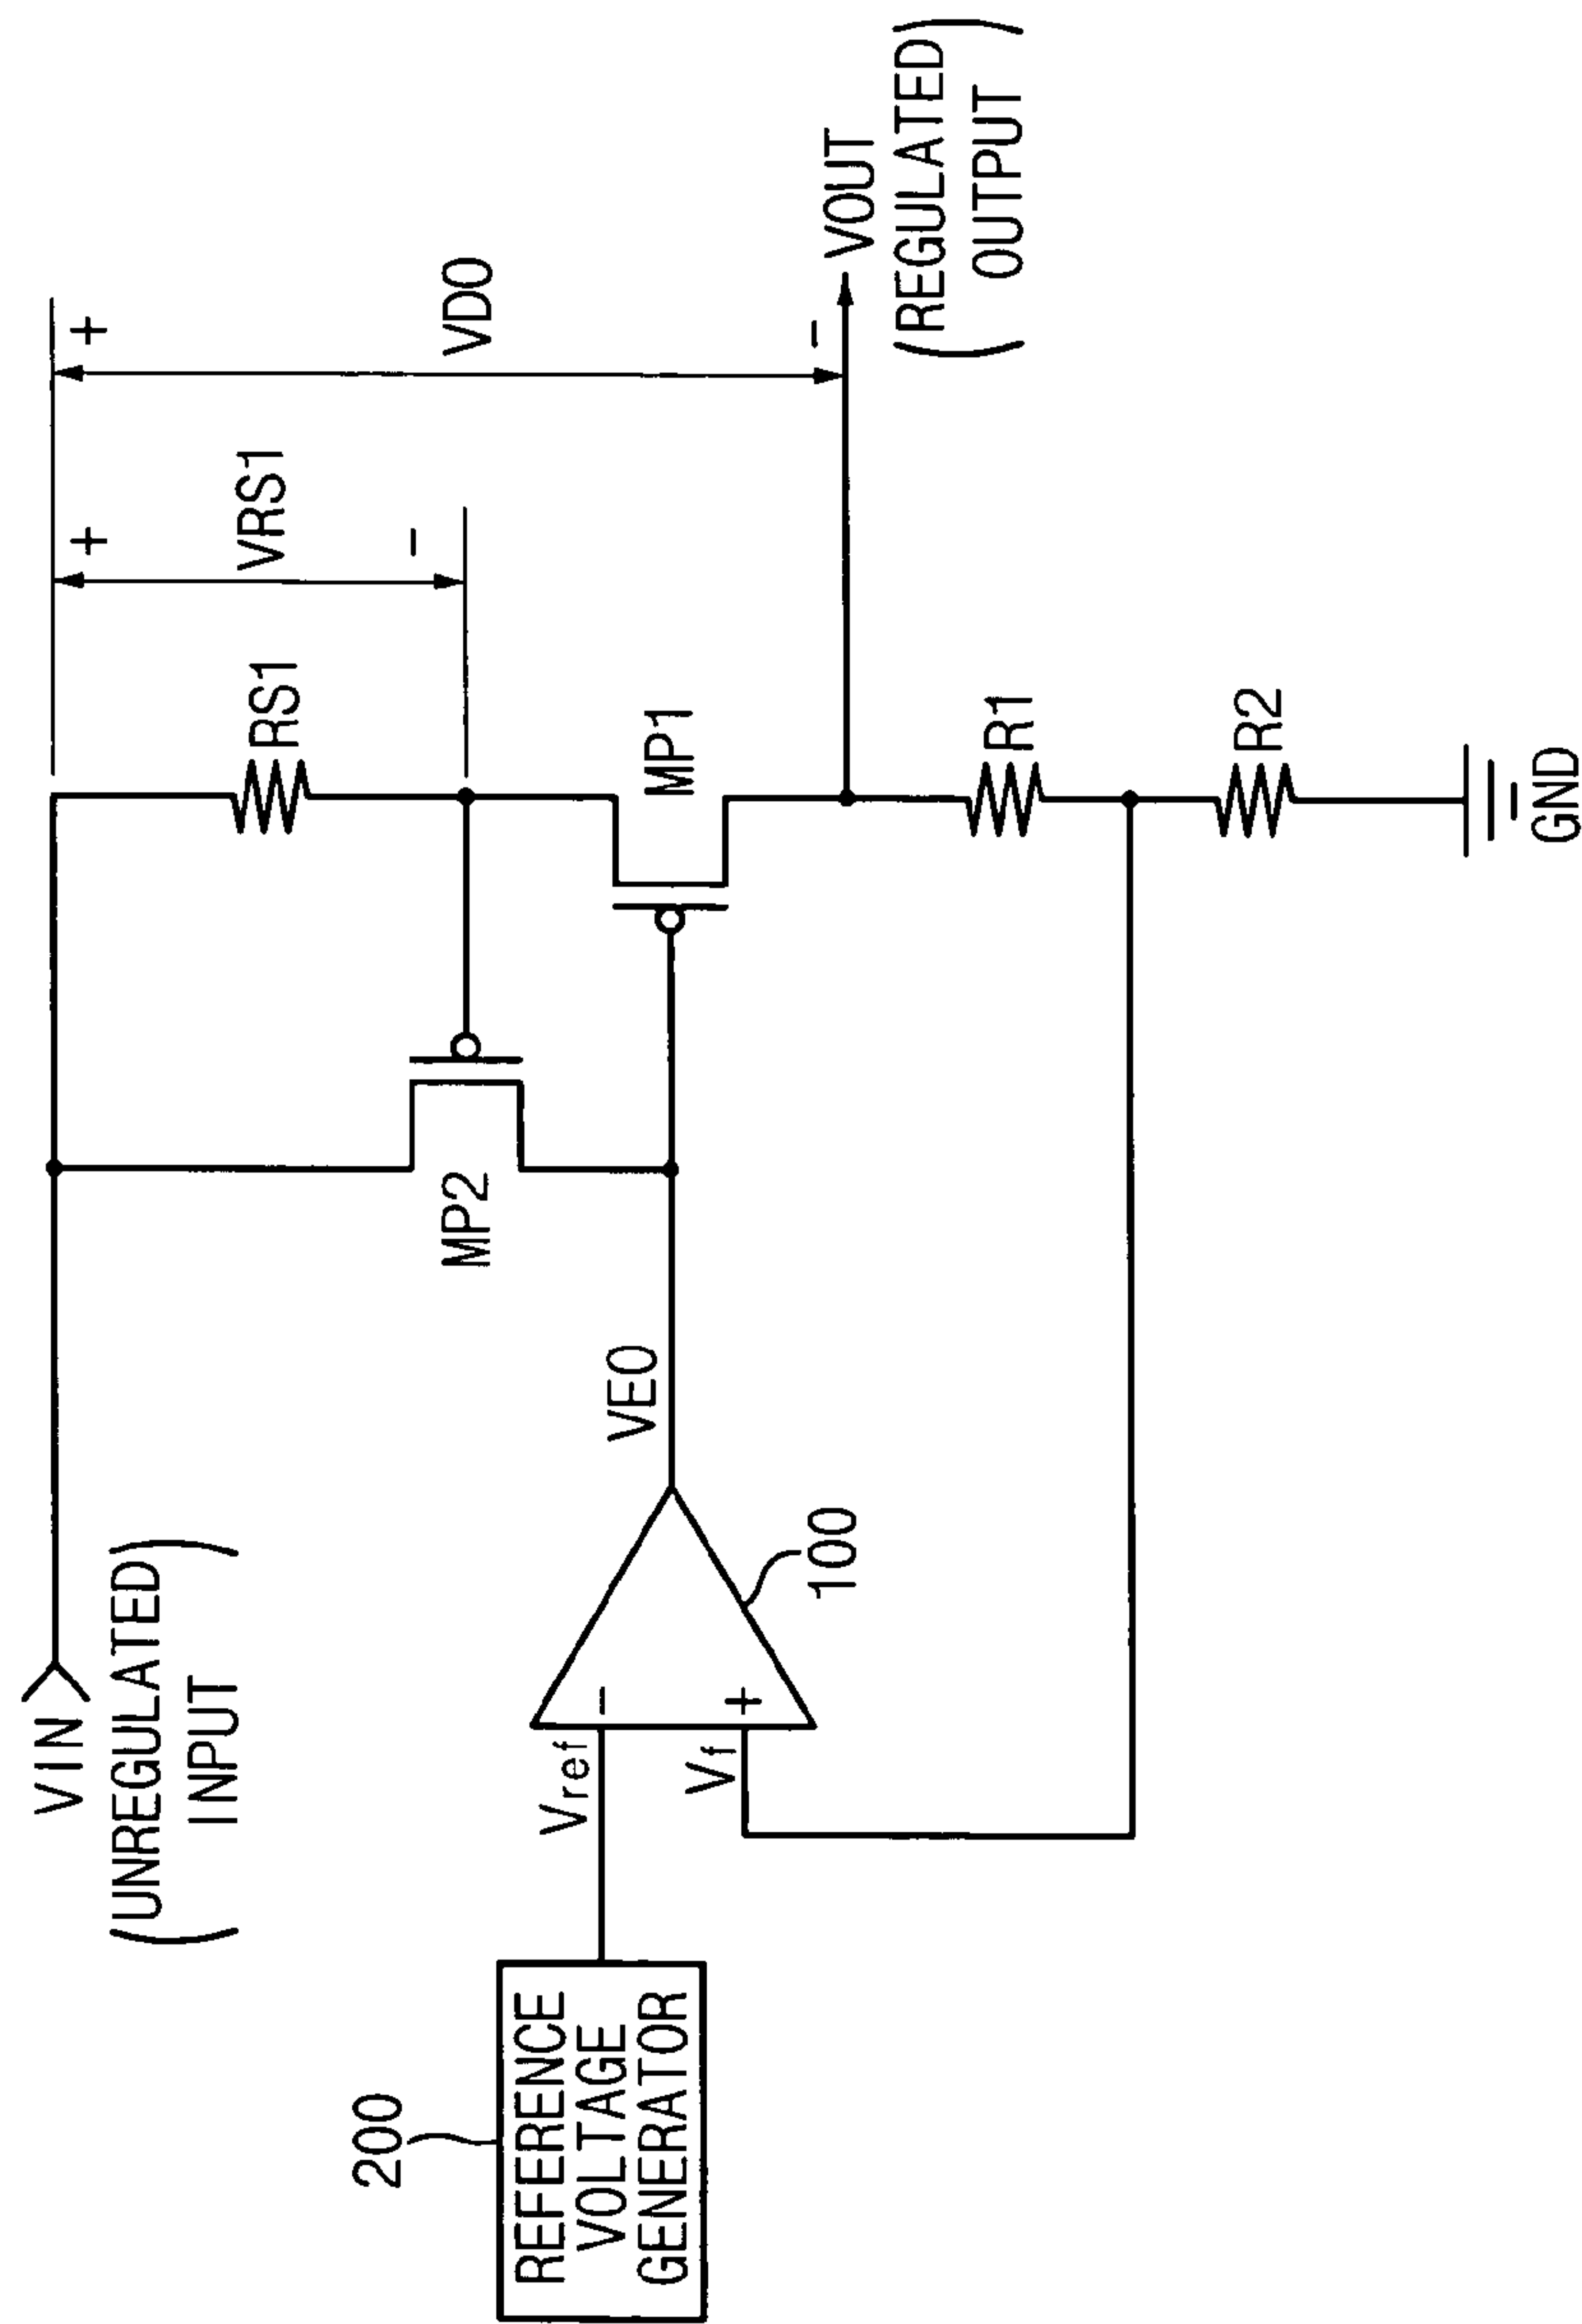 VIN
(UNREGULATED)
INPUT
200
REFERENCE
VOLTAGE
GENERATOR
Vref
Vf
-
+
100
VEO
MP2
MP1
RS1
+
VRS1
-
+
VDO
-
VOUT
(REGULATED)
OUTPUT
R1
R2
GND